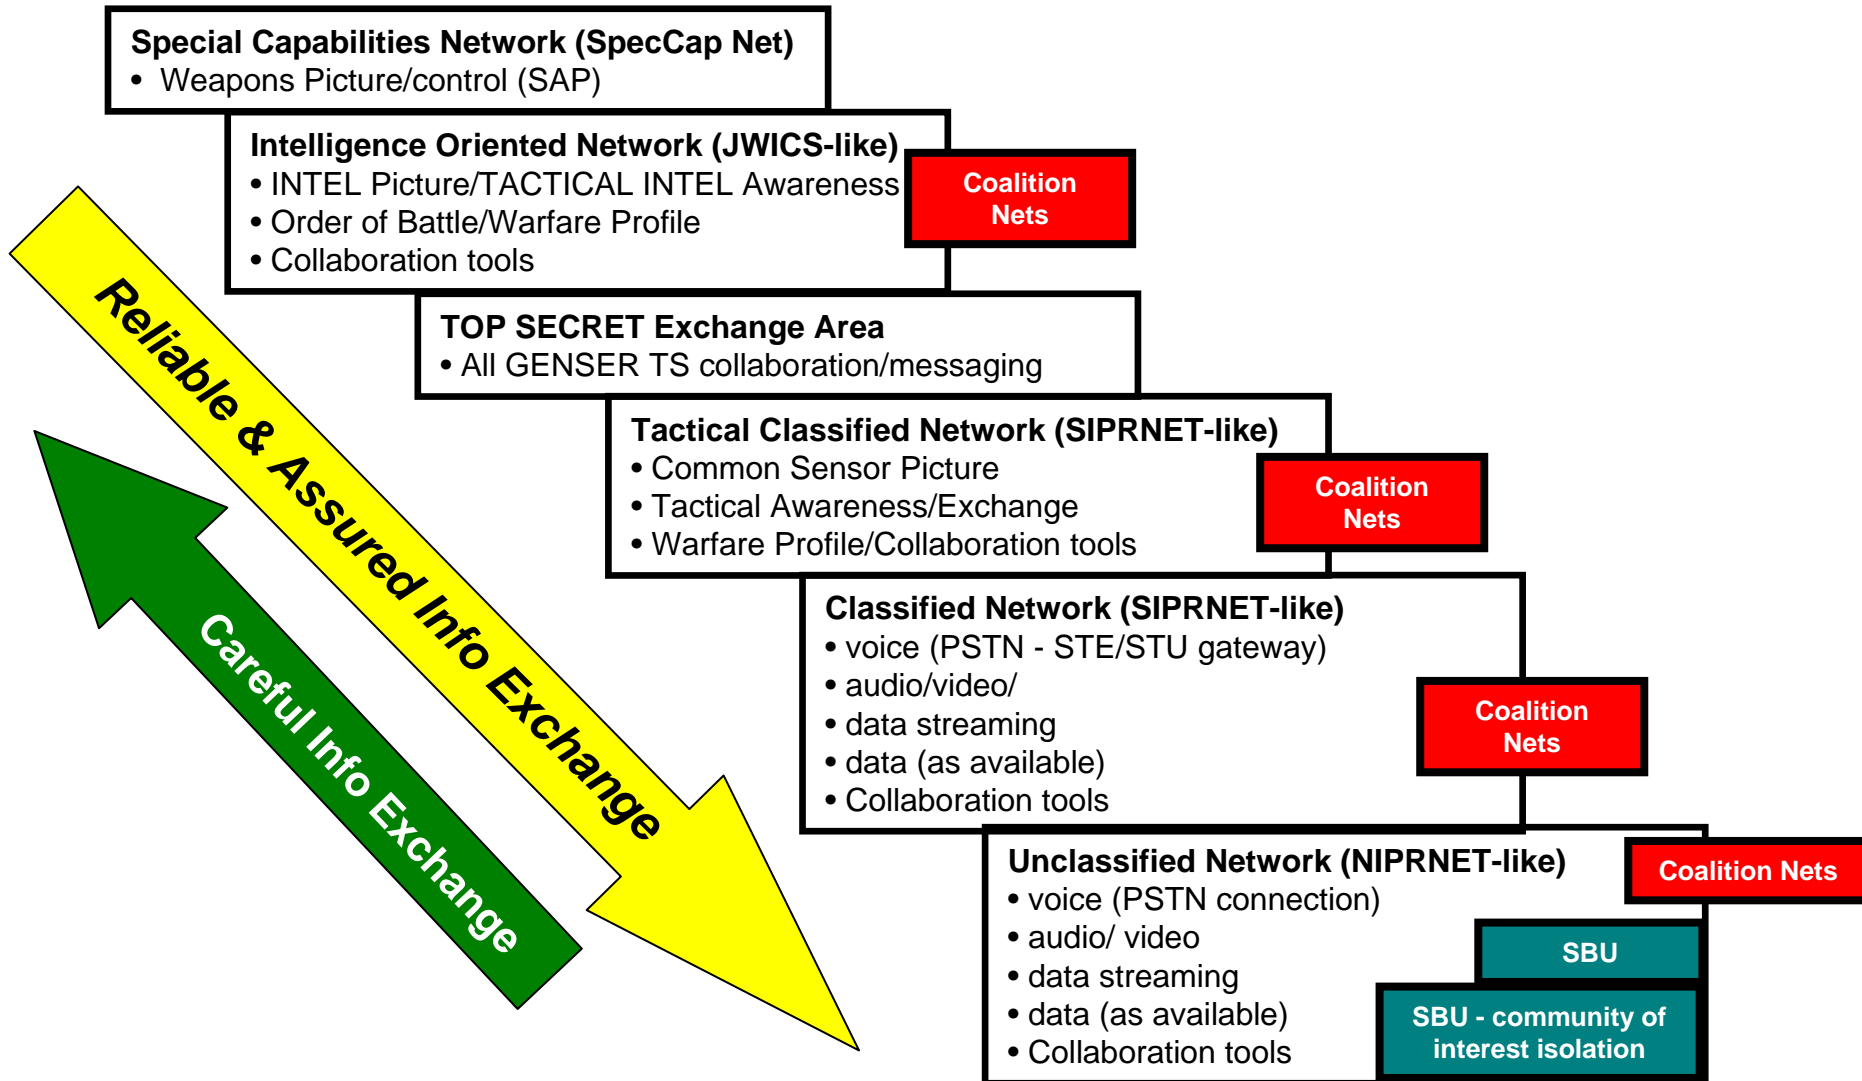 Special Capabilities Network (SpecCap Net)
• Weapons Picture/control (SAP)
Intelligence Oriented Network (JWICS-like)
• INTEL Picture/TACTICAL INTEL Awareness
• Order of Battle/Warfare Profile
• Collaboration tools
Coalition
Nets
TOP SECRET Exchange Area
• All GENSER TS collaboration/messaging
Tactical Classified Network (SIPRNET-like)
• Common Sensor Picture
• Tactical Awareness/Exchange
• Warfare Profile/Collaboration tools
Coalition
Nets
Classified Network (SIPRNET-like)
• voice (PSTN - STE/STU gateway)
• audio/video/
• data streaming
• data (as available)
• Collaboration tools
Coalition
Nets
Unclassified Network (NIPRNET-like)
• voice (PSTN connection)
• audio/ video
• data streaming
• data (as available)
• Collaboration tools
Coalition Nets
SBU
SBU - community of
interest isolation
Reliable & Assured Info Exchange
Careful Info Exchange